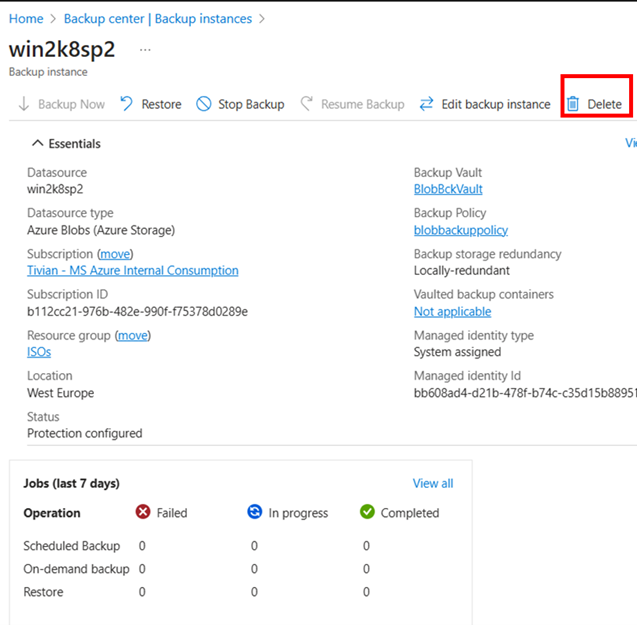 Home > Backup center | Backup instances >
win2k8sp2 ...
Backup instance
Backup Now Restore Stop Backup Resume Backup Edit backup instance Delete
Essentials
Datasource
win2k8sp2
Datasource type
Azure Blobs (Azure Storage)
Subscription (move)
Tivian - MS Azure Internal Consumption
Subscription ID
b112cc21-976b-482e-990f-f75378d0289e
Resource group (move)
ISOs
Location
West Europe
Status
Protection configured
Backup Vault
BlobBckVault
Backup Policy
blobbackuppolicy
Backup storage redundancy
Locally-redundant
Vaulted backup containers
Not applicable
Managed identity type
System assigned
Managed identity Id
bb608ad4-d21b-478f-b74c-c35d15b88951
Jobs (last 7 days) View all
Operation Failed In progress Completed
Scheduled Backup 0 0 0
On-demand backup 0 0 0
Restore 0 0 0